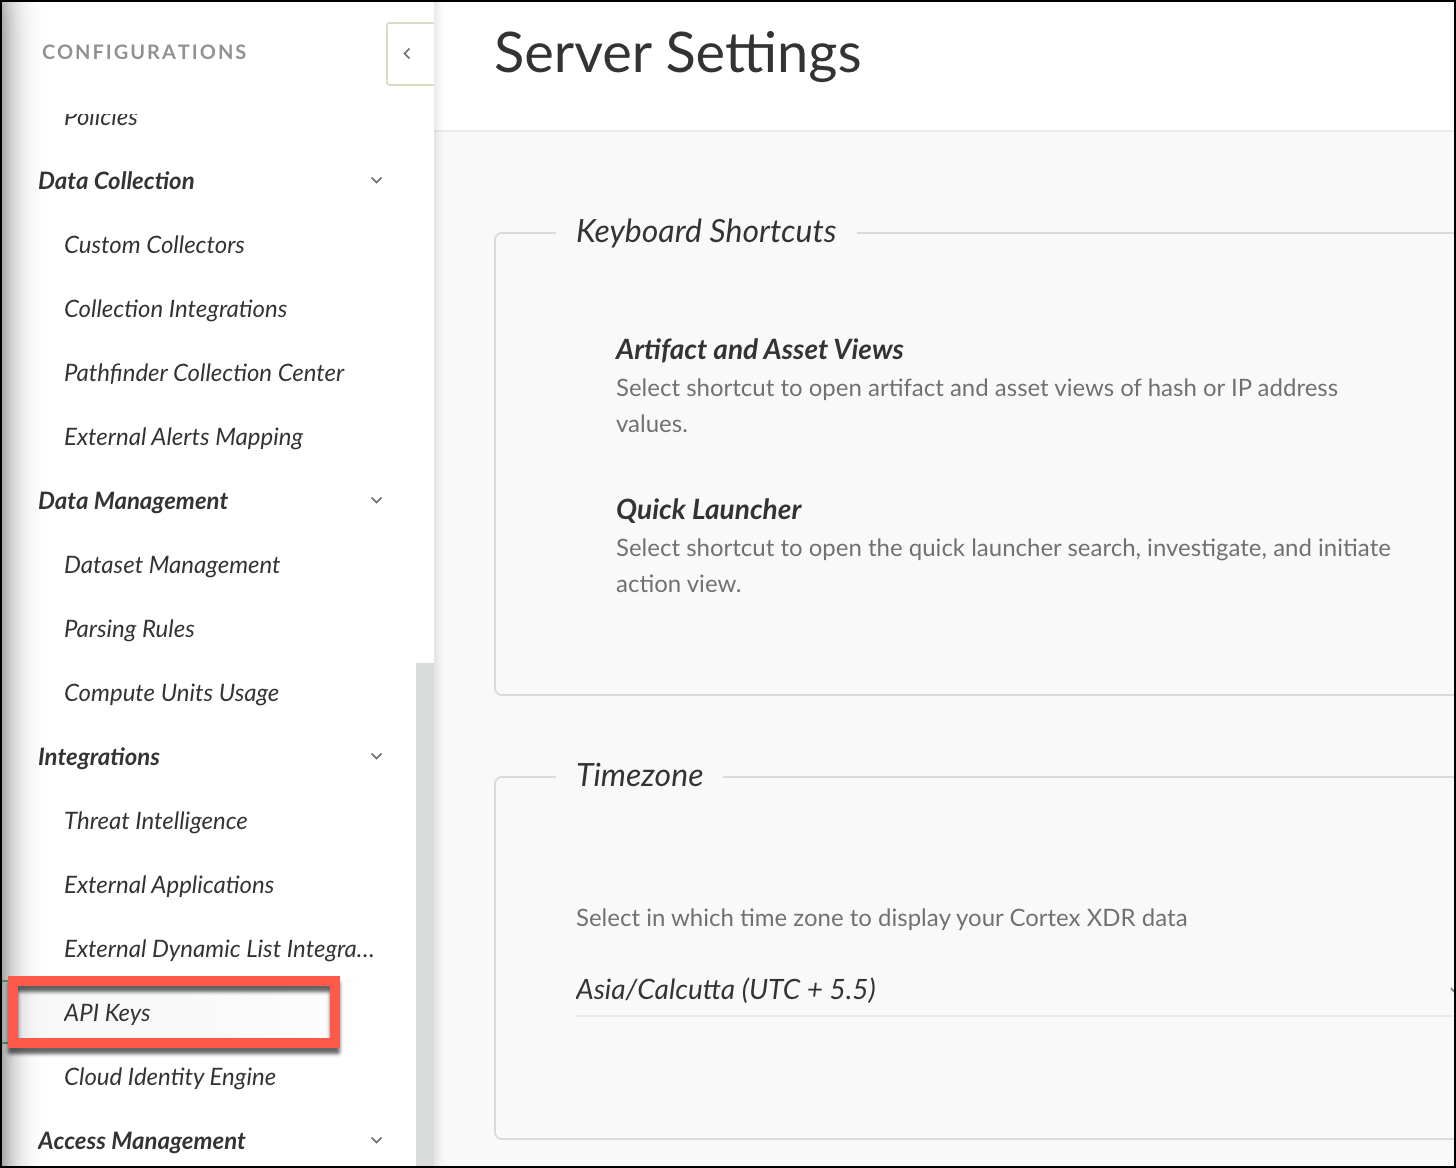 CONFIGURATIONS
Policies
Data Collection
Custom Collectors
Collection Integrations
Pathfinder Collection Center
External Alerts Mapping
Data Management
Dataset Management
Parsing Rules
Compute Units Usage
Integrations
Threat Intelligence
External Applications
External Dynamic List Integra...
API Keys
Cloud Identity Engine
Access Management
Server Settings
Keyboard Shortcuts
Artifact and Asset Views
Select shortcut to open artifact and asset views of hash or IP address
values.
Quick Launcher
Select shortcut to open the quick launcher search, investigate, and initiate
action view.
Timezone
Select in which time zone to display your Cortex XDR data
Asia/Calcutta (UTC + 5.5)